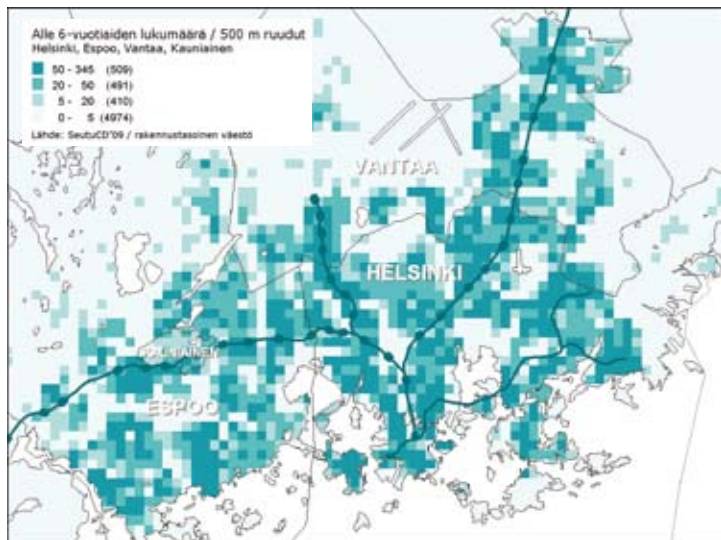 Alle 6-vuotiaiden lukumäärä / 500 m ruudut
Helsinki, Espoo, Vantaa, Kauniainen
50 - 345 (509)
20 - 50 (491)
5 - 20 (410)
0 - 5 (4974)
Lähde: SeutuCD'09 / rakennustasoinen väestö
VANTAA
HELSINKI
KAUNIAINEN
ESPOO